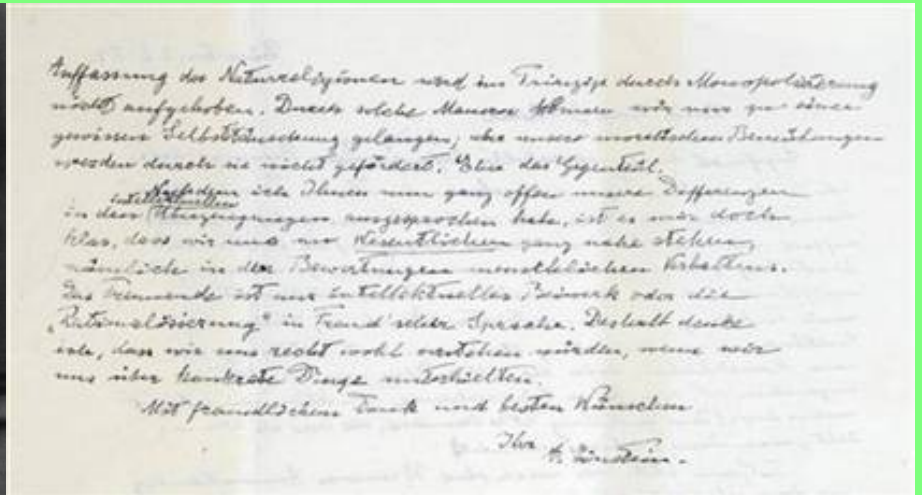 Auffassung der Naturreligionen wird im Prinzip durch Monopolisierung
nicht aufgehoben. Durch solche Mauern können wir nur zu einer
gewissen Selbsttäuschung gelangen; aber unsere moralischen Bemühungen
werden durch sie nicht gefördert. Eher das Gegenteil.
Nachdem ich Ihnen nun ganz offen unsere Differenzen
in den intellektuellen Überzeugungen ausgesprochen habe, ist es mir doch
klar, dass wir uns im Wesentlichen ganz nahe stehen,
nämlich in den Bewertungen menschlichen Verhaltens.
Das Trennende ist nur intellektuelles Beiwerk oder die
„Rationalisierung" in Freud'scher Sprache. Deshalb denke
ich, dass wir uns recht wohl verstehen würden, wenn wir
uns über konkrete Dinge unterhielten.
Mit freundlichem Dank und besten Wünschen
Ihr
A. Einstein.